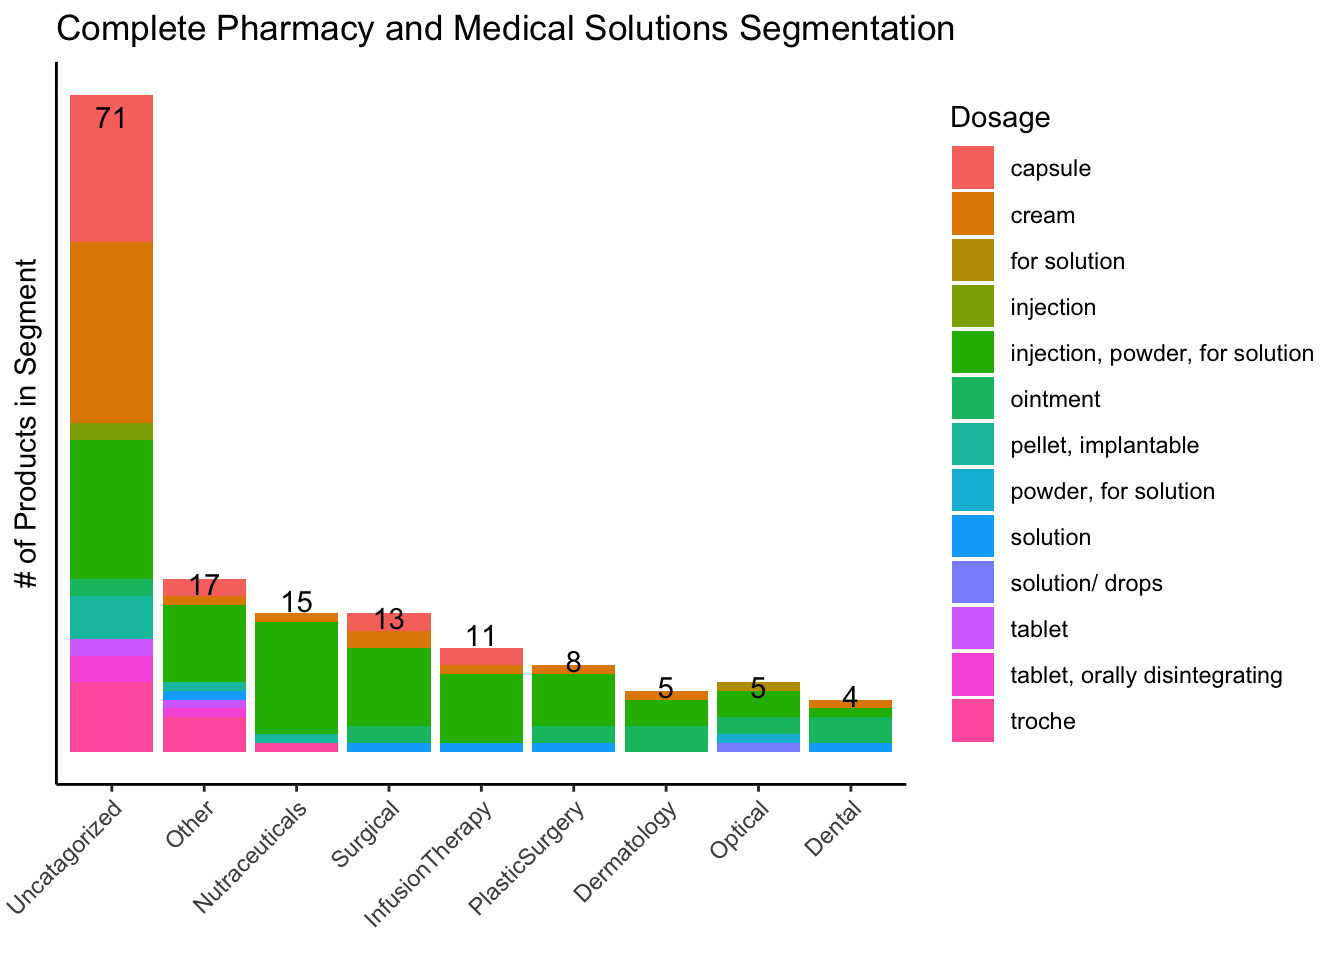 Complete Pharmacy and Medical Solutions Segmentation
# of Products in Segment
71
17
15
13
11
8
5
5
4
Uncatagorized
Other
Nutraceuticals
Surgical
InfusionTherapy
PlasticSurgery
Dermatology
Optical
Dental
Dosage
capsule
cream
for solution
injection
injection, powder, for solution
ointment
pellet, implantable
powder, for solution
solution
solution/ drops
tablet
tablet, orally disintegrating
troche